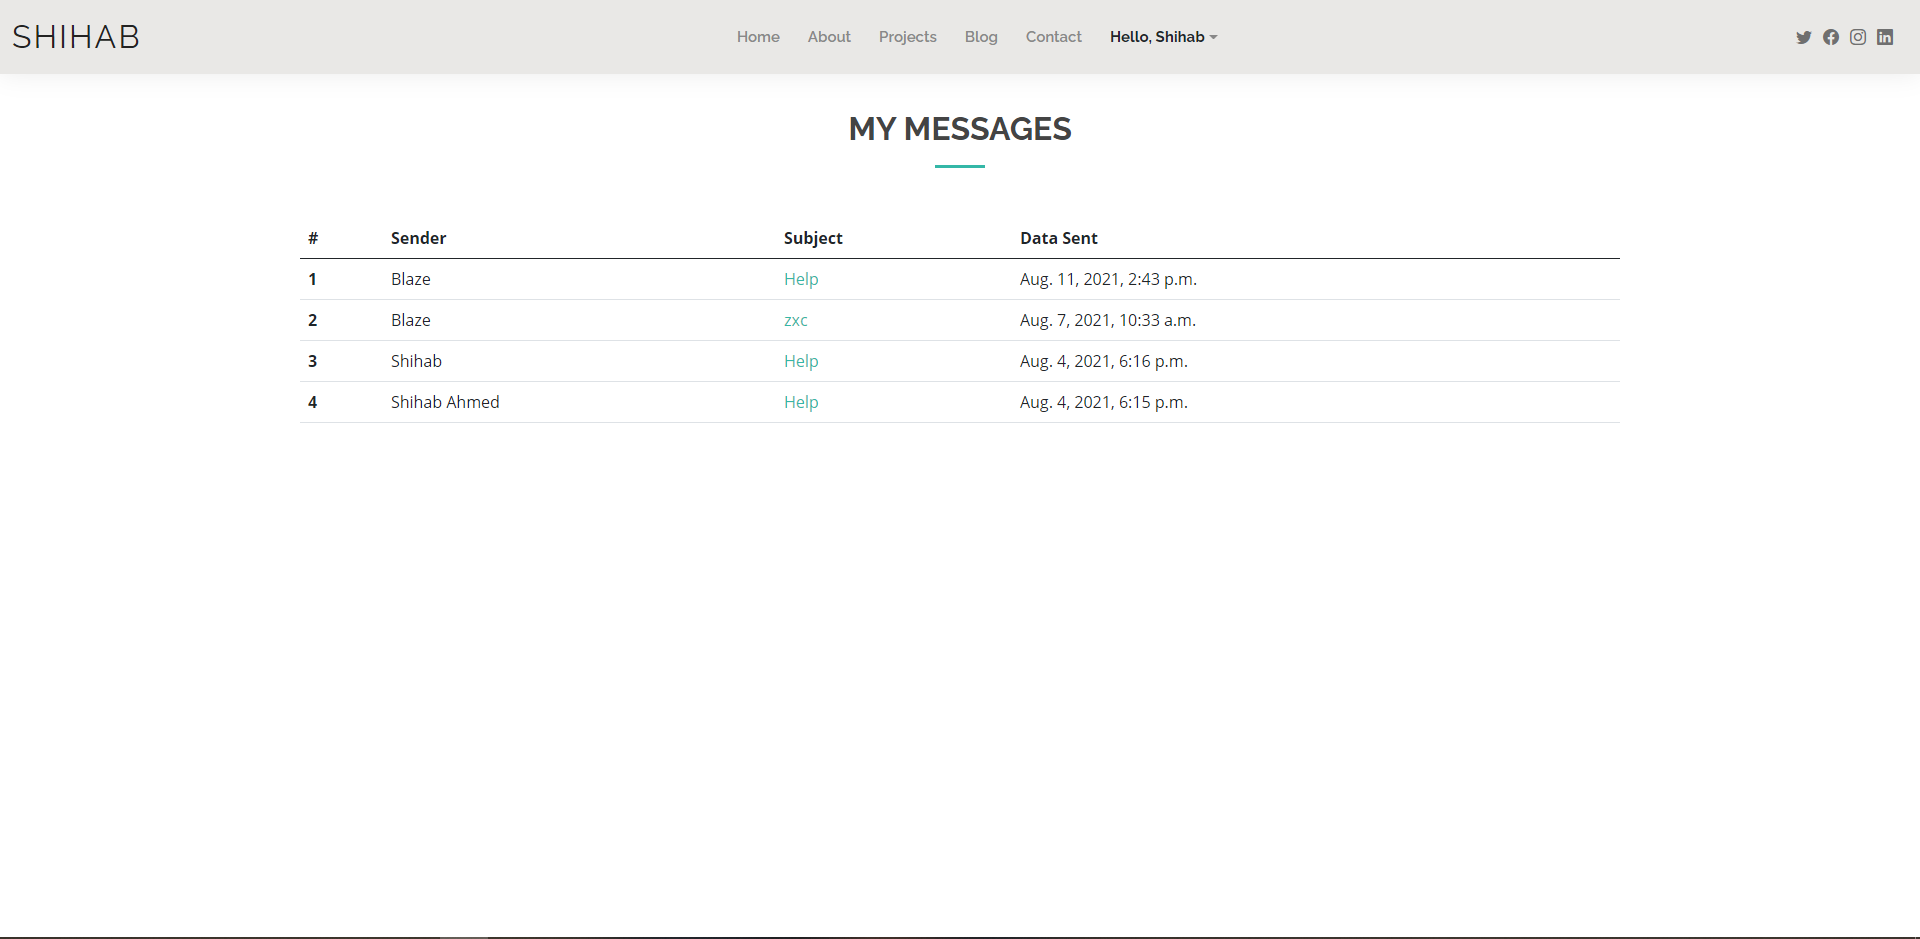 SHIHAB Home About Projects Blog Contact Hello, Shihab
MY MESSAGES
# Sender Subject Data Sent
1 Blaze Help Aug. 11, 2021, 2:43 p.m.
2 Blaze zxc Aug. 7, 2021, 10:33 a.m.
3 Shihab Help Aug. 4, 2021, 6:16 p.m.
4 Shihab Ahmed Help Aug. 4, 2021, 6:15 p.m.